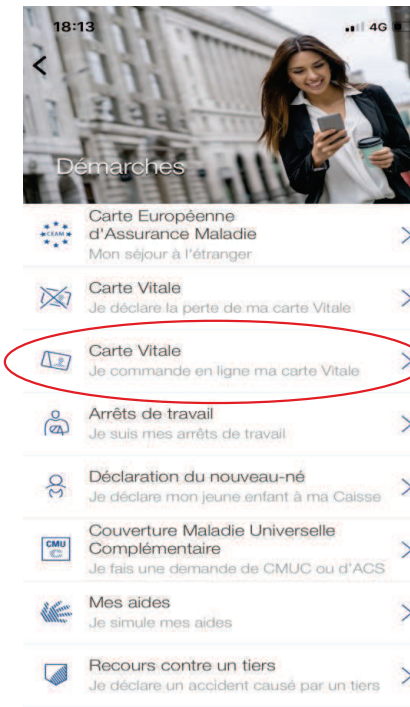 18:13
4G
Démarches
CEAM
Carte Européenne
d'Assurance Maladie
Mon séjour à l'étranger
Carte Vitale
Je déclare la perte de ma carte Vitale
Carte Vitale
Je commande en ligne ma carte Vitale
Arrêts de travail
Je suis mes arrêts de travail
Déclaration du nouveau-né
Je déclare mon jeune enfant à ma Caisse
CMU
C
Couverture Maladie Universelle
Complémentaire
Je fais une demande de CMUC ou d'ACS
Mes aides
Je simule mes aides
Recours contre un tiers
Je déclare un accident causé par un tiers